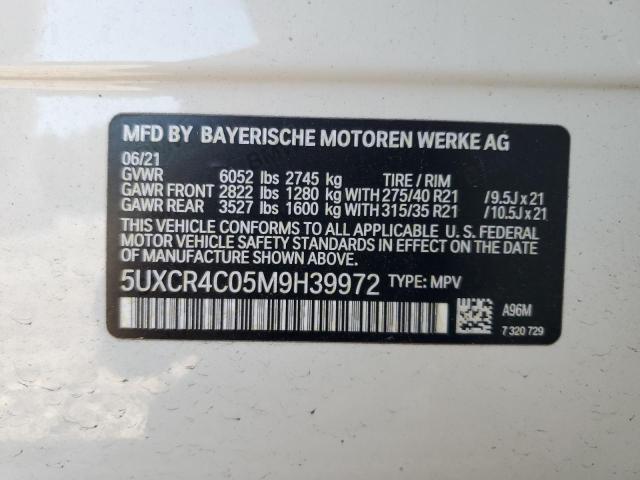 MFD BY BAYERISCHE MOTOREN WERKE AG
06/21
GVWR 6052 lbs 2745 kg TIRE / RIM
GAWR FRONT 2822 lbs 1280 kg WITH 275/40 R21 /9.5J x 21
GAWR REAR 3527 lbs 1600 kg WITH 315/35 R21 /10.5J x 21
THIS VEHICLE CONFORMS TO ALL APPLICABLE U. S. FEDERAL
MOTOR VEHICLE SAFETY STANDARDS IN EFFECT
ON THE DATE OF MANUFACTURE SHOWN ABOVE.
5UXCR4C05M9H39972 TYPE: MPV
A96M
7 320 729